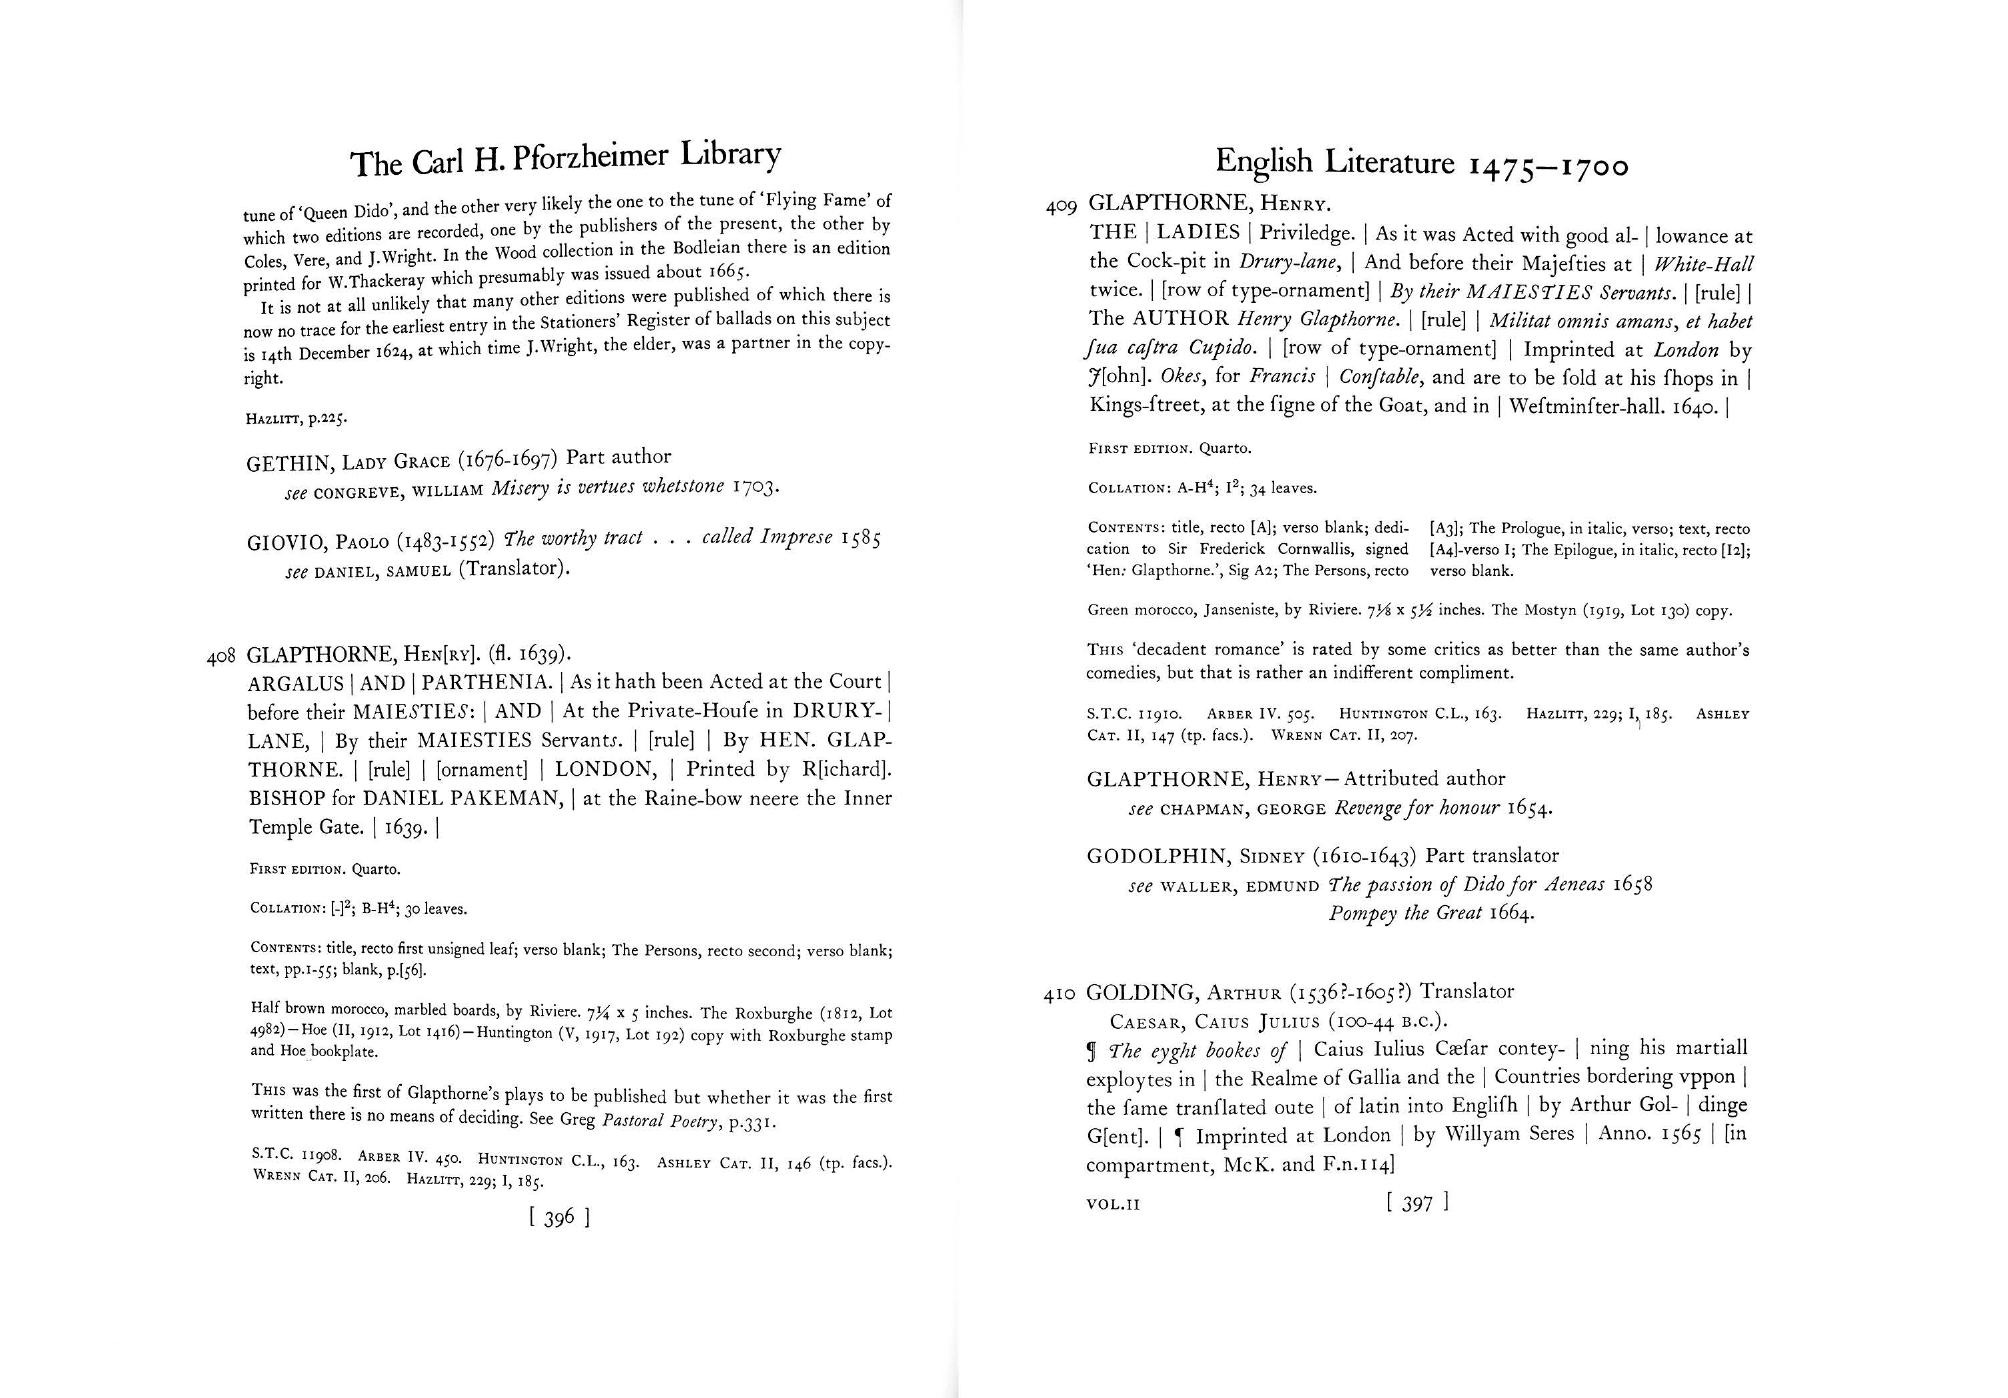 The Carl H. Pforzheimer Library
tune of ‘Queen Dido’, and the other very likely the one to the tune of ‘Flying Fame’ of
which two editions are recorded, one by the publishers of the present, the other by
Coles, Vere, and J.Wright. In the Wood collection in the Bodleian there is an edition
printed for W.Thackeray which presumably was issued about 1665.
It is not at all unlikely that many other editions were published of which there is
now no trace for the earliest entry in the Stationers’ Register of ballads on this subject
is 14th December 1624, at which time J.Wright, the elder, was a partner in the copy-
right.
Hazlitt, p.225.
GETHIN, Lady Grace (1676-1697) Part author
see CONGREVE, WILLIAM Misery is vertues whetstone 1703.
GIOVIO, Paolo (1483-1552) The worthy tract . . . called Imprese 1585
see DANIEL, SAMUEL (Translator).
408 GLAPTHORNE, Hen[ry]. (fl. 1639).
ARGALUS | AND | PARTHENIA. | As it hath been Acted at the Court |
before their MAIESTIES: | AND | At the Private-Houſe in DRURY- |
LANE, | By their MAIESTIES Servants. | [rule] | By HEN. GLAP-
THORNE. | [rule] | [ornament] | LONDON, | Printed by R[ichard].
BISHOP for DANIEL PAKEMAN, | at the Raine-bow neere the Inner
Temple Gate. | 1639. |
First edition. Quarto.
Collation: [-]²; B-H⁴; 30 leaves.
Contents: title, recto first unsigned leaf; verso blank; The Persons, recto second; verso blank;
text, pp.1-55; blank, p.[56].
Half brown morocco, marbled boards, by Riviere. 7¼ x 5 inches. The Roxburghe (1812, Lot
4982)—Hoe (II, 1912, Lot 1416)—Huntington (V, 1917, Lot 192) copy with Roxburghe stamp
and Hoe bookplate.
This was the first of Glapthorne’s plays to be published but whether it was the first
written there is no means of deciding. See Greg Pastoral Poetry, p.331.
S.T.C. 11908. Arber IV. 450. Huntington C.L., 163. Ashley Cat. II, 146 (tp. facs.).
Wrenn Cat. II, 206. Hazlitt, 229; I, 185.
[ 396 ]
English Literature 1475—1700
409 GLAPTHORNE, Henry.
THE | LADIES | Priviledge. | As it was Acted with good al- | lowance at
the Cock-pit in Drury-lane, | And before their Majeſties at | White-Hall
twice. | [row of type-ornament] | By their MAIESTIES Servants. | [rule] |
The AUTHOR Henry Glapthorne. | [rule] | Militat omnis amans, et habet
ſua caſtra Cupido. | [row of type-ornament] | Imprinted at London by
J[ohn]. Okes, for Francis | Conſtable, and are to be ſold at his ſhops in |
Kings-ſtreet, at the ſigne of the Goat, and in | Weſtminſter-hall. 1640. |
First edition. Quarto.
Collation: A-H⁴; I²; 34 leaves.
Contents: title, recto [A]; verso blank; dedi-
cation to Sir Frederick Cornwallis, signed
‘Hen: Glapthorne.’, Sig A2; The Persons, recto
[A3]; The Prologue, in italic, verso; text, recto
[A4]-verso I; The Epilogue, in italic, recto [I2];
verso blank.
Green morocco, Janseniste, by Riviere. 7⅛ x 5½ inches. The Mostyn (1919, Lot 130) copy.
This ‘decadent romance’ is rated by some critics as better than the same author’s
comedies, but that is rather an indifferent compliment.
S.T.C. 11910. Arber IV. 505. Huntington C.L., 163. Hazlitt, 229; I, 185. Ashley
Cat. II, 147 (tp. facs.). Wrenn Cat. II, 207.
GLAPTHORNE, Henry—Attributed author
see CHAPMAN, GEORGE Revenge for honour 1654.
GODOLPHIN, Sidney (1610-1643) Part translator
see WALLER, EDMUND The passion of Dido for Aeneas 1658
Pompey the Great 1664.
410 GOLDING, Arthur (1536?-1605?) Translator
Caesar, Caius Julius (100-44 B.C.).
¶ The eyght bookes of | Caius Iulius Cæſar contey- | ning his martiall
exploytes in | the Realme of Gallia and the | Countries bordering vppon |
the ſame tranſlated oute | of latin into Engliſh | by Arthur Gol- | dinge
G[ent]. | ¶ Imprinted at London | by Willyam Seres | Anno. 1565 | [in
compartment, McK. and F.n.114]
VOL.II
[ 397 ]